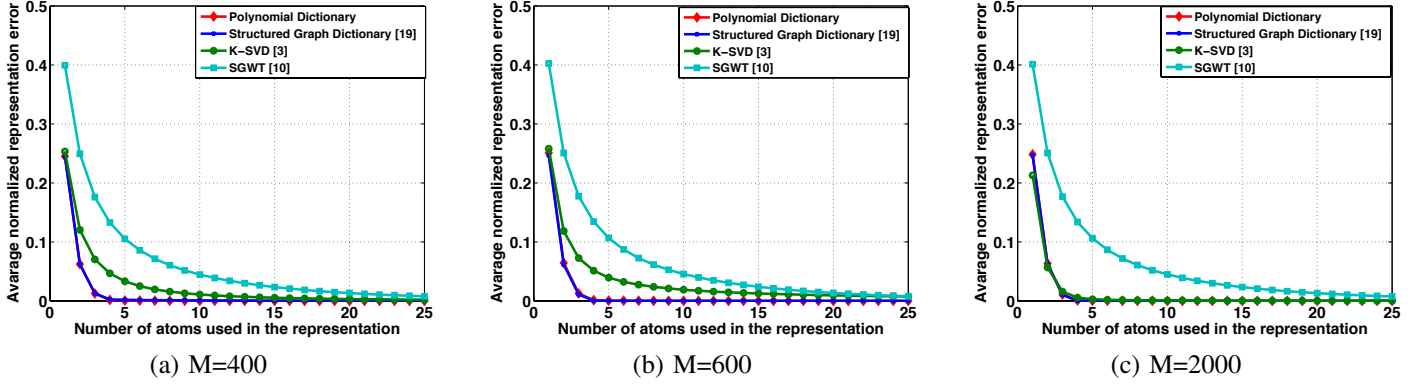 Avarage normalized representation error
0.5
0.4
0.3
0.2
0.1
0
0
5
10
15
20
25
Number of atoms used in the representation
Polynomial Dictionary
Structured Graph Dictionary [19]
K-SVD [3]
SGWT [10]
(a) M=400
Avarage normalized representation error
0.5
0.4
0.3
0.2
0.1
0
0
5
10
15
20
25
Number of atoms used in the representation
Polynomial Dictionary
Structured Graph Dictionary [19]
K-SVD [3]
SGWT [10]
(b) M=600
Avarage normalized representation error
0.5
0.4
0.3
0.2
0.1
0
0
5
10
15
20
25
Number of atoms used in the representation
Polynomial Dictionary
Structured Graph Dictionary [19]
K-SVD [3]
SGWT [10]
(c) M=2000